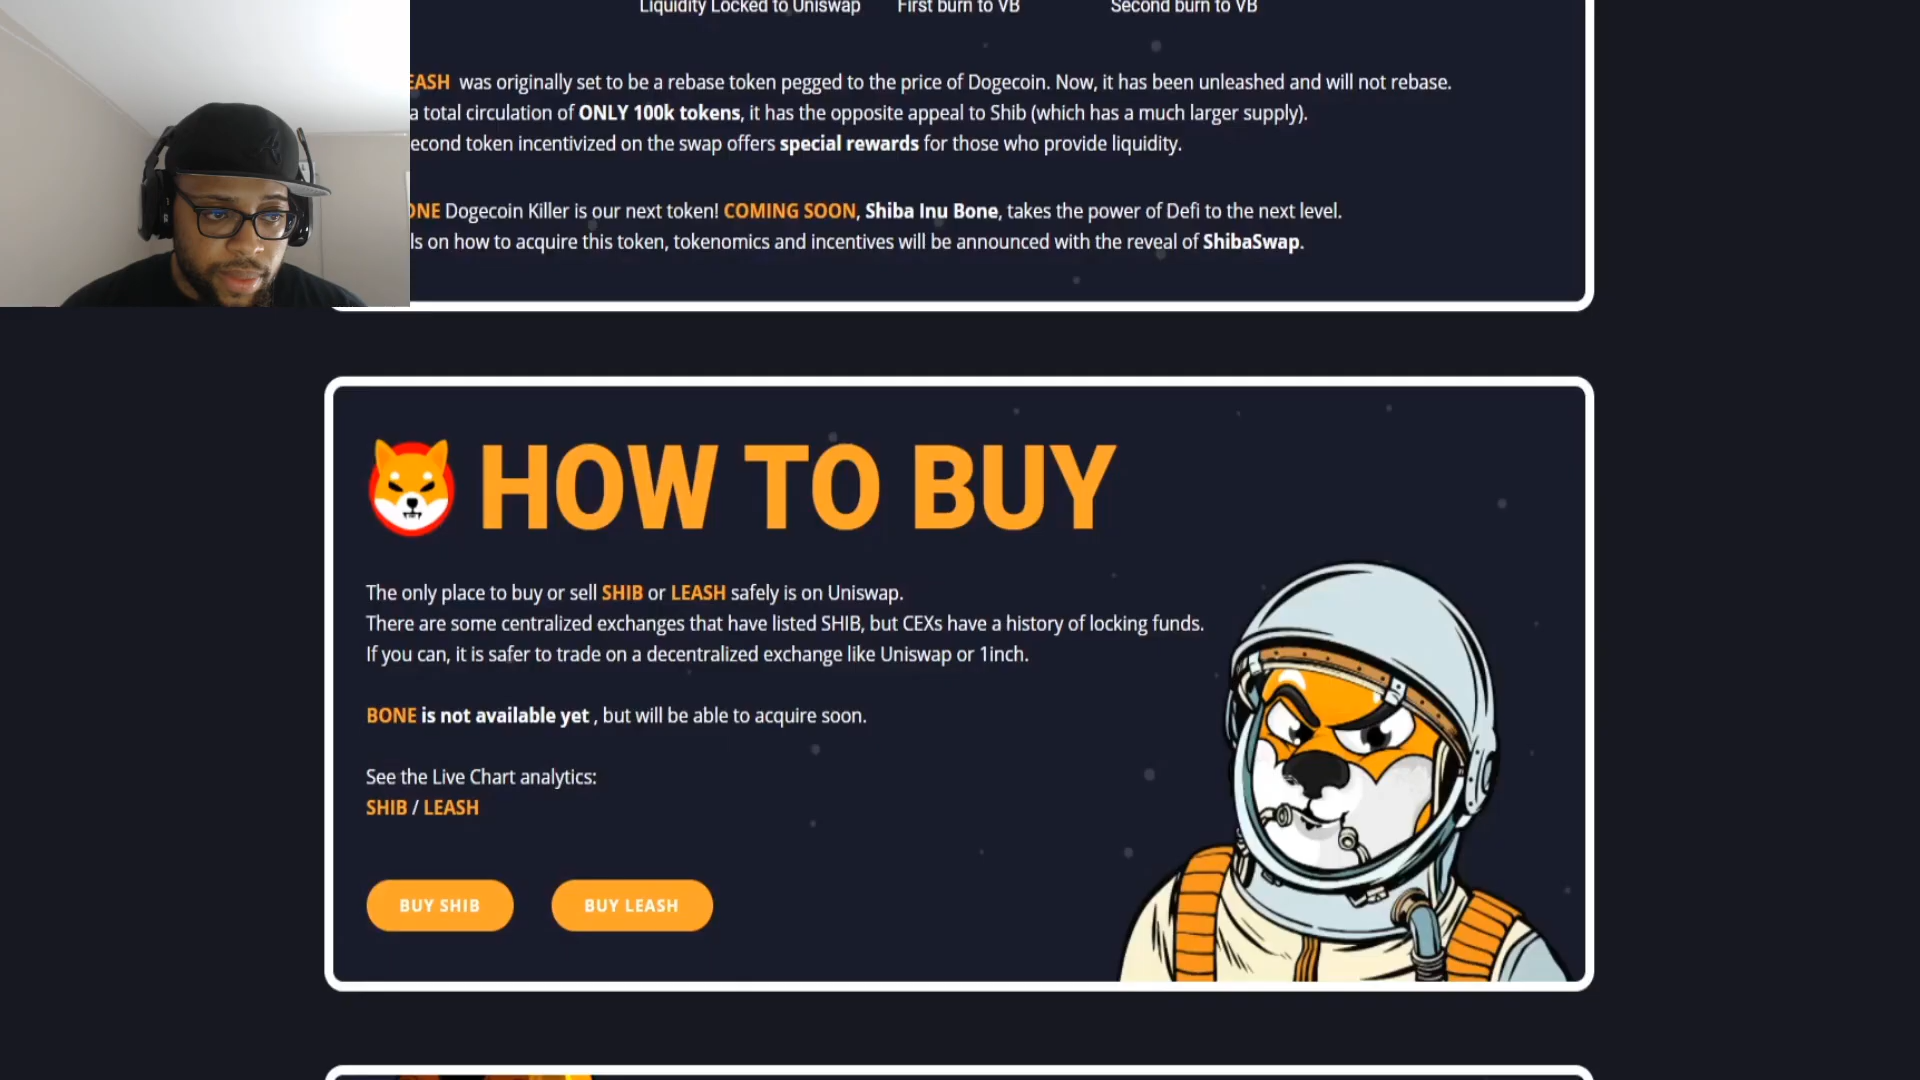 Liquidity Locked to Uniswap First burn to VB Second burn to VB
EASH was originally set to be a rebase token pegged to the price of Dogecoin. Now, it has been unleashed and will not rebase.
a total circulation of ONLY 100k tokens, it has the opposite appeal to Shib (which has a much larger supply).
econd token incentivized on the swap offers special rewards for those who provide liquidity.
ONE Dogecoin Killer is our next token! COMING SOON, Shiba Inu Bone, takes the power of Defi to the next level.
ls on how to acquire this token, tokenomics and incentives will be announced with the reveal of ShibaSwap.
HOW TO BUY
The only place to buy or sell SHIB or LEASH safely is on Uniswap.
There are some centralized exchanges that have listed SHIB, but CEXs have a history of locking funds.
If you can, it is safer to trade on a decentralized exchange like Uniswap or 1inch.
BONE is not available yet , but will be able to acquire soon.
See the Live Chart analytics:
SHIB / LEASH
BUY SHIB BUY LEASH